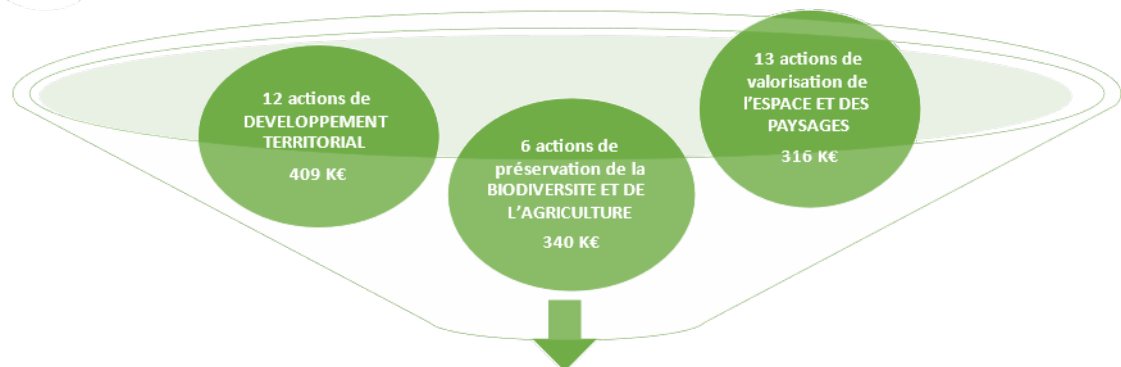 12 actions de
DEVELOPPEMENT
TERRITORIAL
409 K€
6 actions de
préservation de la
BIODIVERSITE ET DE
L’AGRICULTURE
340 K€
13 actions de
valorisation de
l’ESPACE ET DES
PAYSAGES
316 K€